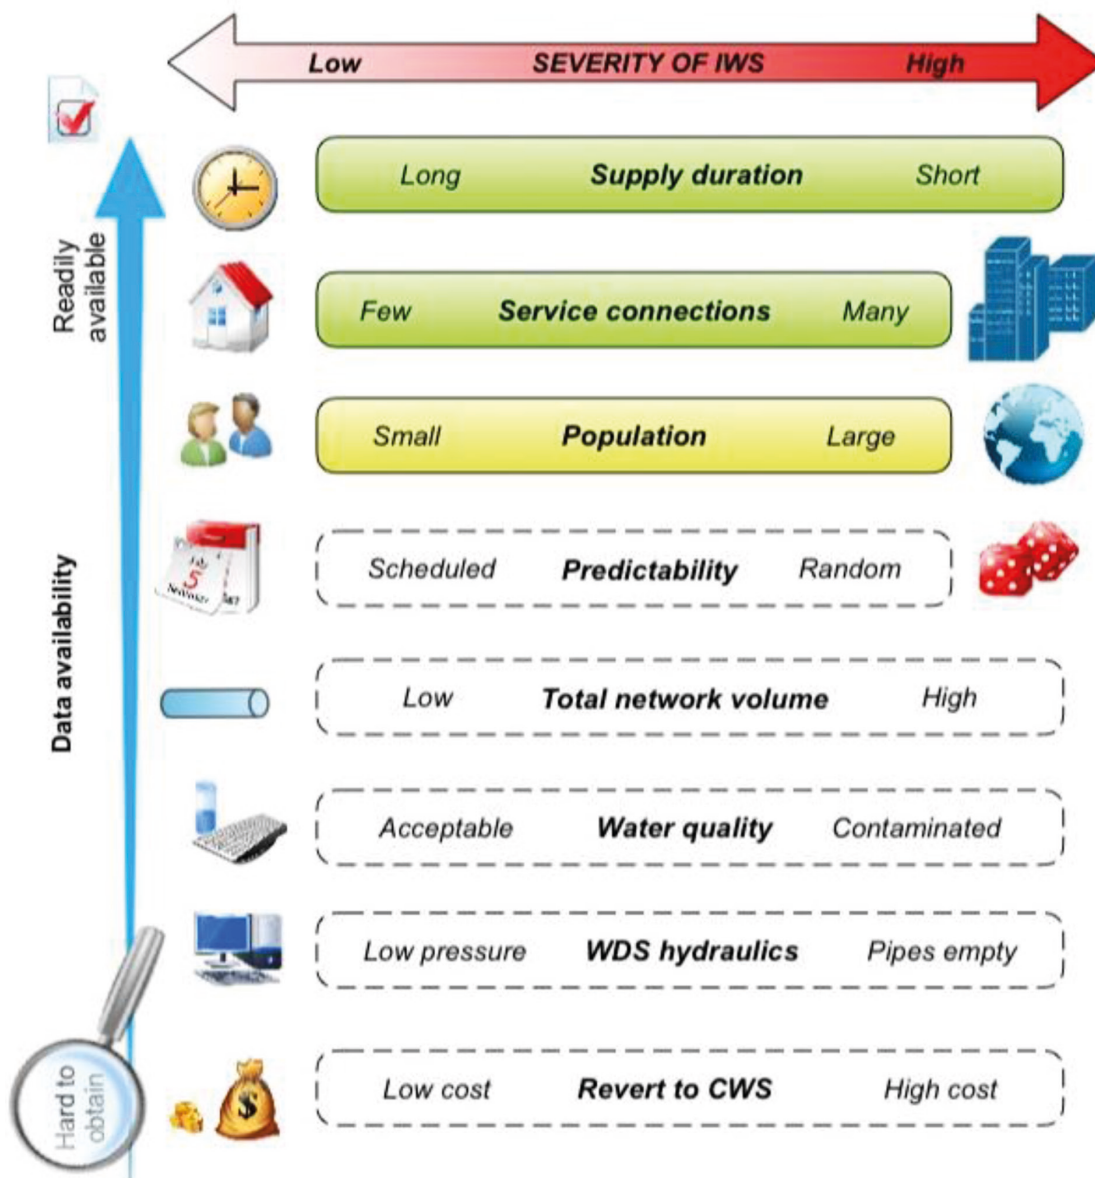 Low SEVERITY OF IWS High
Long Supply duration Short
Readily
available
Few Service connections Many
Small Population Large
5
Scheduled Predictability Random
Data availability
Low Total network volume High
Acceptable Water quality Contaminated
Low pressure WDS hydraulics Pipes empty
Hard to
obtain
$
Low cost Revert to CWS High cost